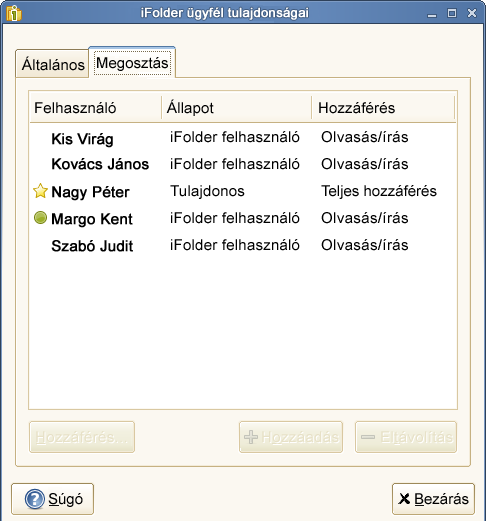 iFolder ügyfél tulajdonságai
Általános Megosztás
Felhasználó Állapot Hozzáférés
Kis Virág iFolder felhasználó Olvasás/írás
Kovács János iFolder felhasználó Olvasás/írás
Nagy Péter Tulajdonos Teljes hozzáférés
Margo Kent iFolder felhasználó Olvasás/írás
Szabó Judit iFolder felhasználó Olvasás/írás
Hozzáférés... Hozzáadás Eltávolítás
Súgó Bezárás